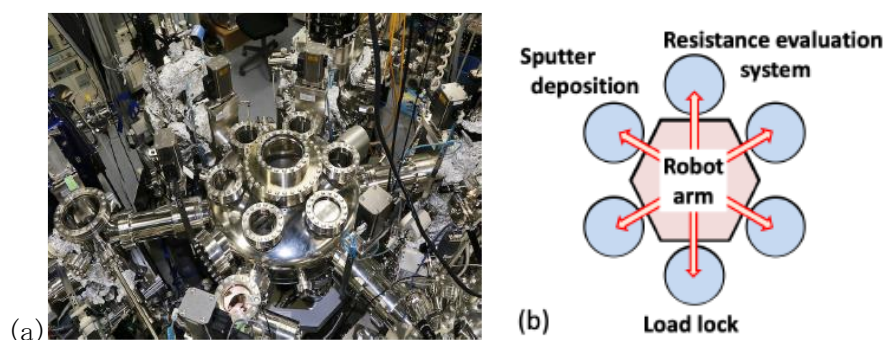 (a)
Sputter
deposition
Resistance evaluation
system
Robot
arm
Load lock
(b)